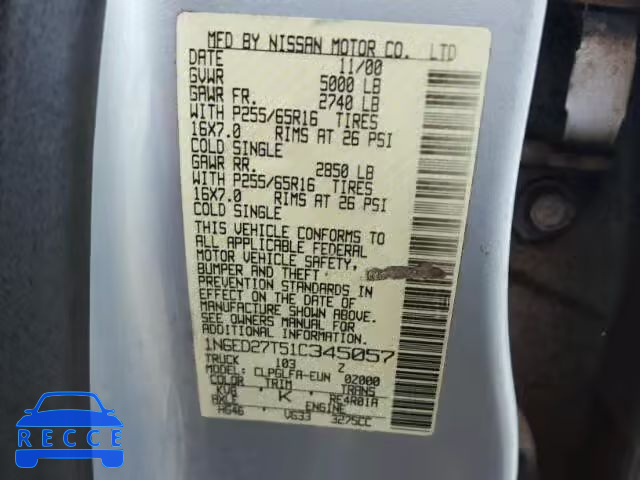 MFD BY NISSAN MOTOR CO. LTD
DATE 11/00
GVWR 5000 LB
GAWR FR. 2740 LB
WITH P255/65R16 TIRES
16X7.0 RIMS AT 26 PSI
COLD SINGLE
GAWR RR. 2850 LB
WITH P255/65R16 TIRES
16X7.0 RIMS AT 26 PSI
COLD SINGLE
THIS VEHICLE CONFORMS TO
ALL APPLICABLE FEDERAL
MOTOR VEHICLE SAFETY,
BUMPER AND THEFT
PREVENTION STANDARDS IN
EFFECT ON THE DATE OF
MANUFACTURE SHOWN ABOVE.
SEE OWNERS MANUAL FOR
ADDITIONAL INFORMATION.
1N6ED27T51C345057
TRUCK 103 Z
MODEL: CLPGLFA-EUN 02000
COLOR TRIM TRANS
KV6 K RE4R01A
AXLE ENGINE
HG46 VG33 3275CC
RECCE